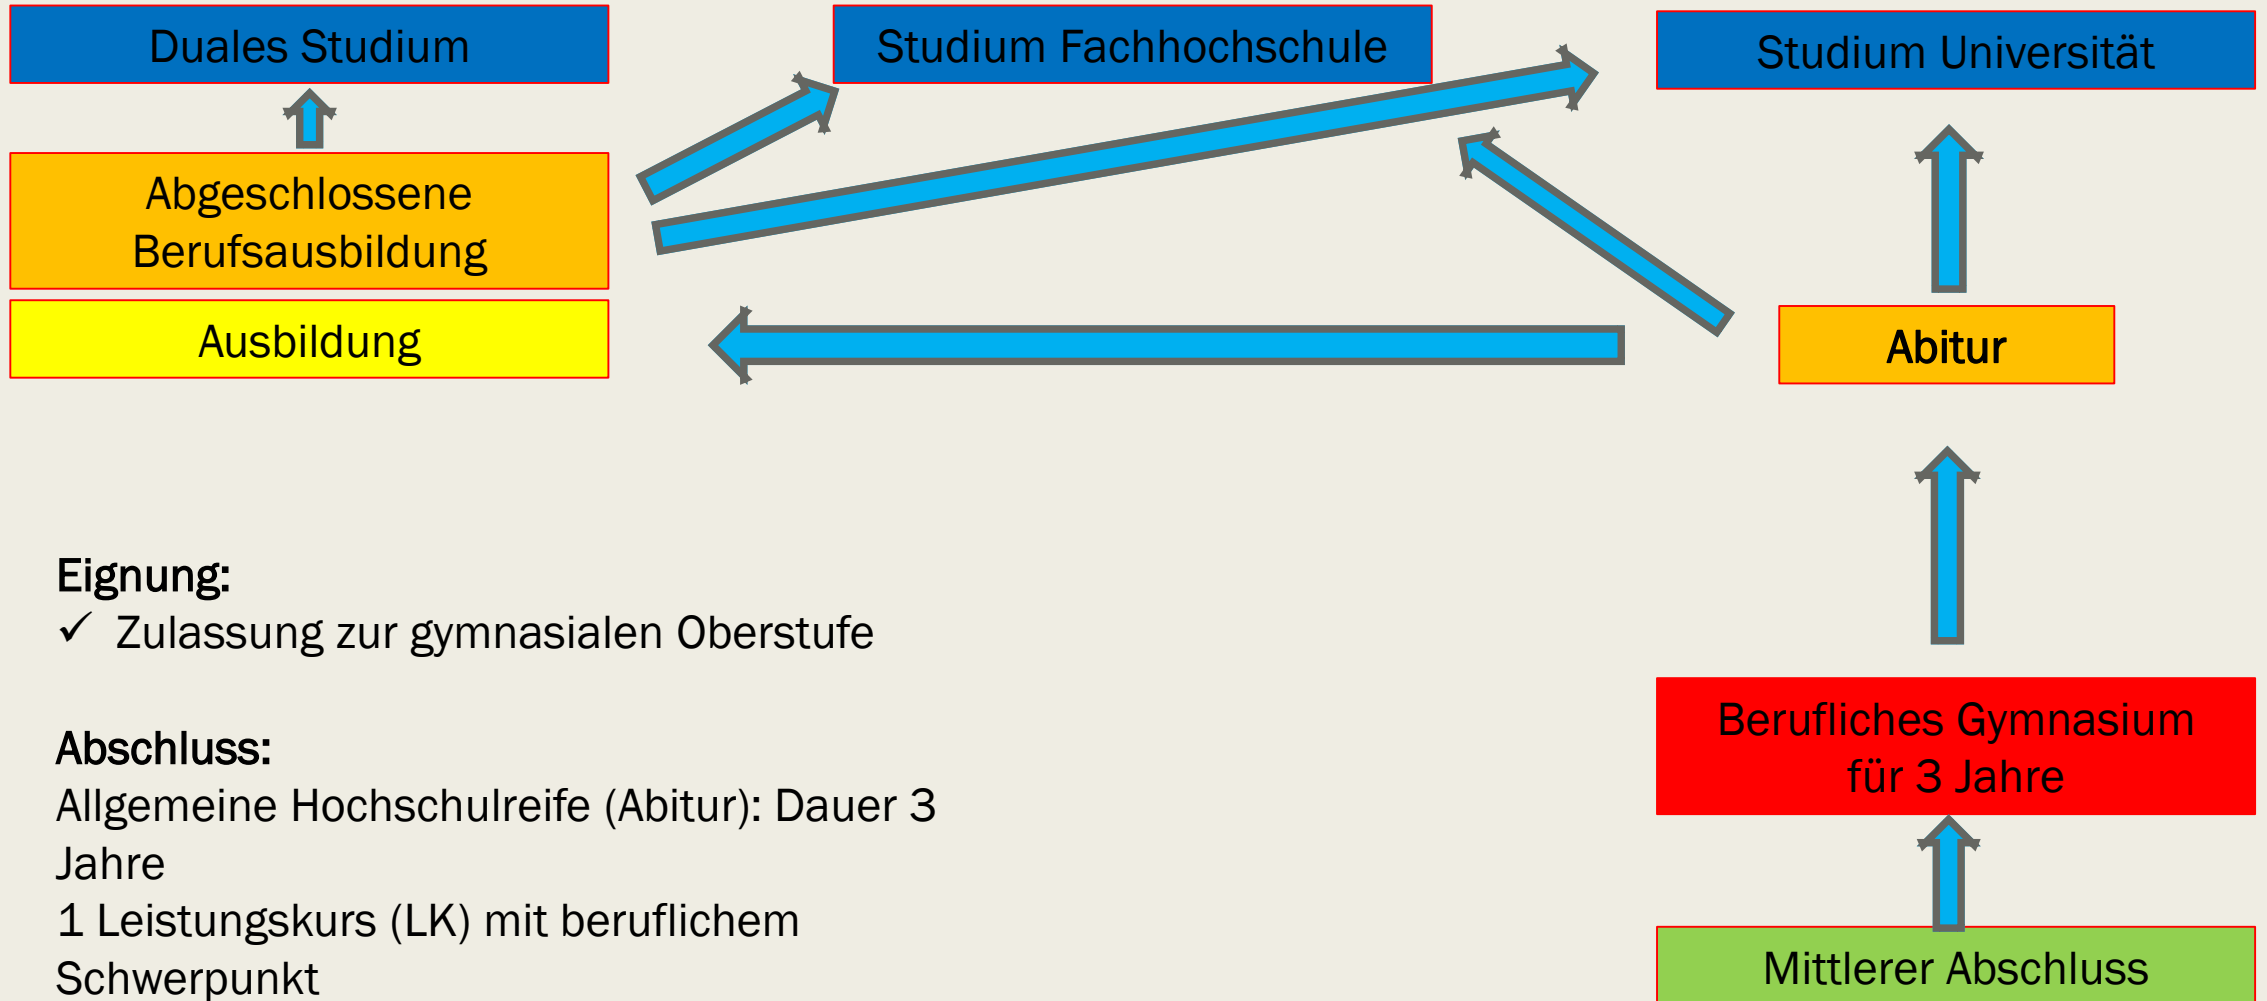 Duales Studium
Studium Fachhochschule
Studium Universität
Abgeschlossene
Berufsausbildung
Ausbildung
Abitur
Eignung:
✓ Zulassung zur gymnasialen Oberstufe
Abschluss:
Allgemeine Hochschulreife (Abitur): Dauer 3
Jahre
1 Leistungskurs (LK) mit beruflichem
Schwerpunkt
Berufliches Gymnasium
für 3 Jahre
Mittlerer Abschluss